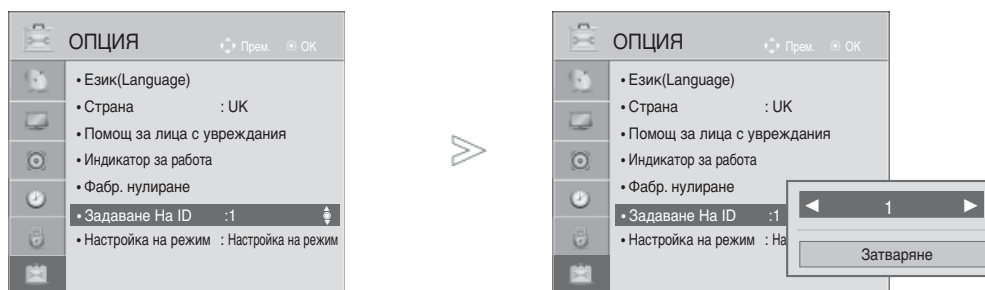 ОПЦИЯ Прем. OK
• Език(Language)
• Страна : UK
• Помощ за лица с увреждания
• Индикатор за работа
• Фабр. нулиране
• Задаване На ID :1
• Настройка на режим : Настройка на режим
ОПЦИЯ Прем. OK
• Език(Language)
• Страна : UK
• Помощ за лица с увреждания
• Индикатор за работа
• Фабр. нулиране
• Задаване На ID :1
• Настройка на режим : На
◄ 1 ►
Затваряне